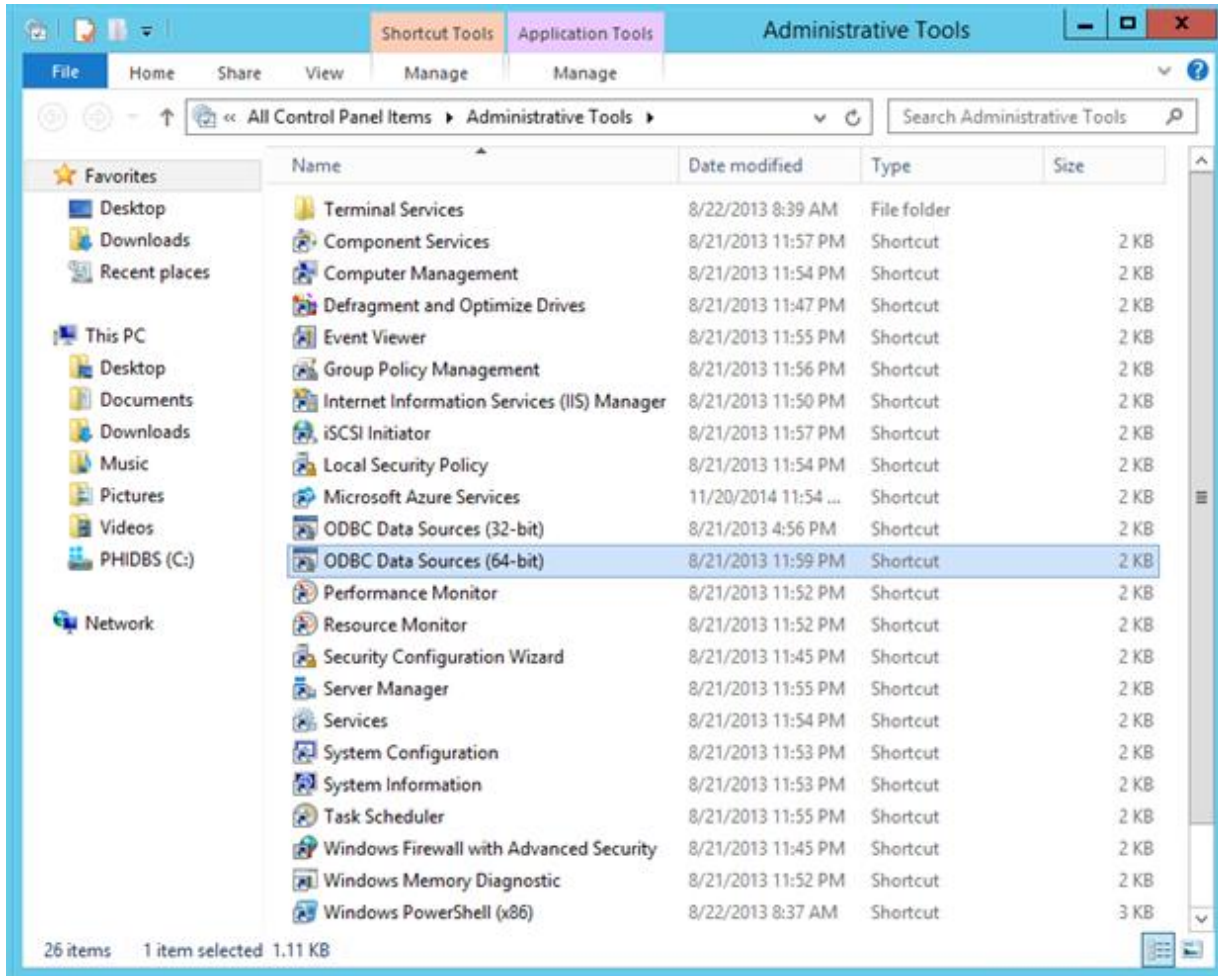 Shortcut Tools Application Tools Administrative Tools
File Home Share View Manage Manage
« All Control Panel Items Administrative Tools Search Administrative Tools
Name Date modified Type Size
Favorites
Desktop
Downloads
Recent places
This PC
Desktop
Documents
Downloads
Music
Pictures
Videos
PHIDBS (C:)
Network
Terminal Services 8/22/2013 8:39 AM File folder
Component Services 8/21/2013 11:57 PM Shortcut 2 KB
Computer Management 8/21/2013 11:54 PM Shortcut 2 KB
Defragment and Optimize Drives 8/21/2013 11:47 PM Shortcut 2 KB
Event Viewer 8/21/2013 11:55 PM Shortcut 2 KB
Group Policy Management 8/21/2013 11:56 PM Shortcut 2 KB
Internet Information Services (IIS) Manager 8/21/2013 11:50 PM Shortcut 2 KB
iSCSI Initiator 8/21/2013 11:57 PM Shortcut 2 KB
Local Security Policy 8/21/2013 11:54 PM Shortcut 2 KB
Microsoft Azure Services 11/20/2014 11:54 ... Shortcut 2 KB
ODBC Data Sources (32-bit) 8/21/2013 4:56 PM Shortcut 2 KB
ODBC Data Sources (64-bit) 8/21/2013 11:59 PM Shortcut 2 KB
Performance Monitor 8/21/2013 11:52 PM Shortcut 2 KB
Resource Monitor 8/21/2013 11:52 PM Shortcut 2 KB
Security Configuration Wizard 8/21/2013 11:45 PM Shortcut 2 KB
Server Manager 8/21/2013 11:55 PM Shortcut 2 KB
Services 8/21/2013 11:54 PM Shortcut 2 KB
System Configuration 8/21/2013 11:53 PM Shortcut 2 KB
System Information 8/21/2013 11:53 PM Shortcut 2 KB
Task Scheduler 8/21/2013 11:55 PM Shortcut 2 KB
Windows Firewall with Advanced Security 8/21/2013 11:45 PM Shortcut 2 KB
Windows Memory Diagnostic 8/21/2013 11:52 PM Shortcut 2 KB
Windows PowerShell (x86) 8/22/2013 8:37 AM Shortcut 3 KB
26 items 1 item selected 1.11 KB